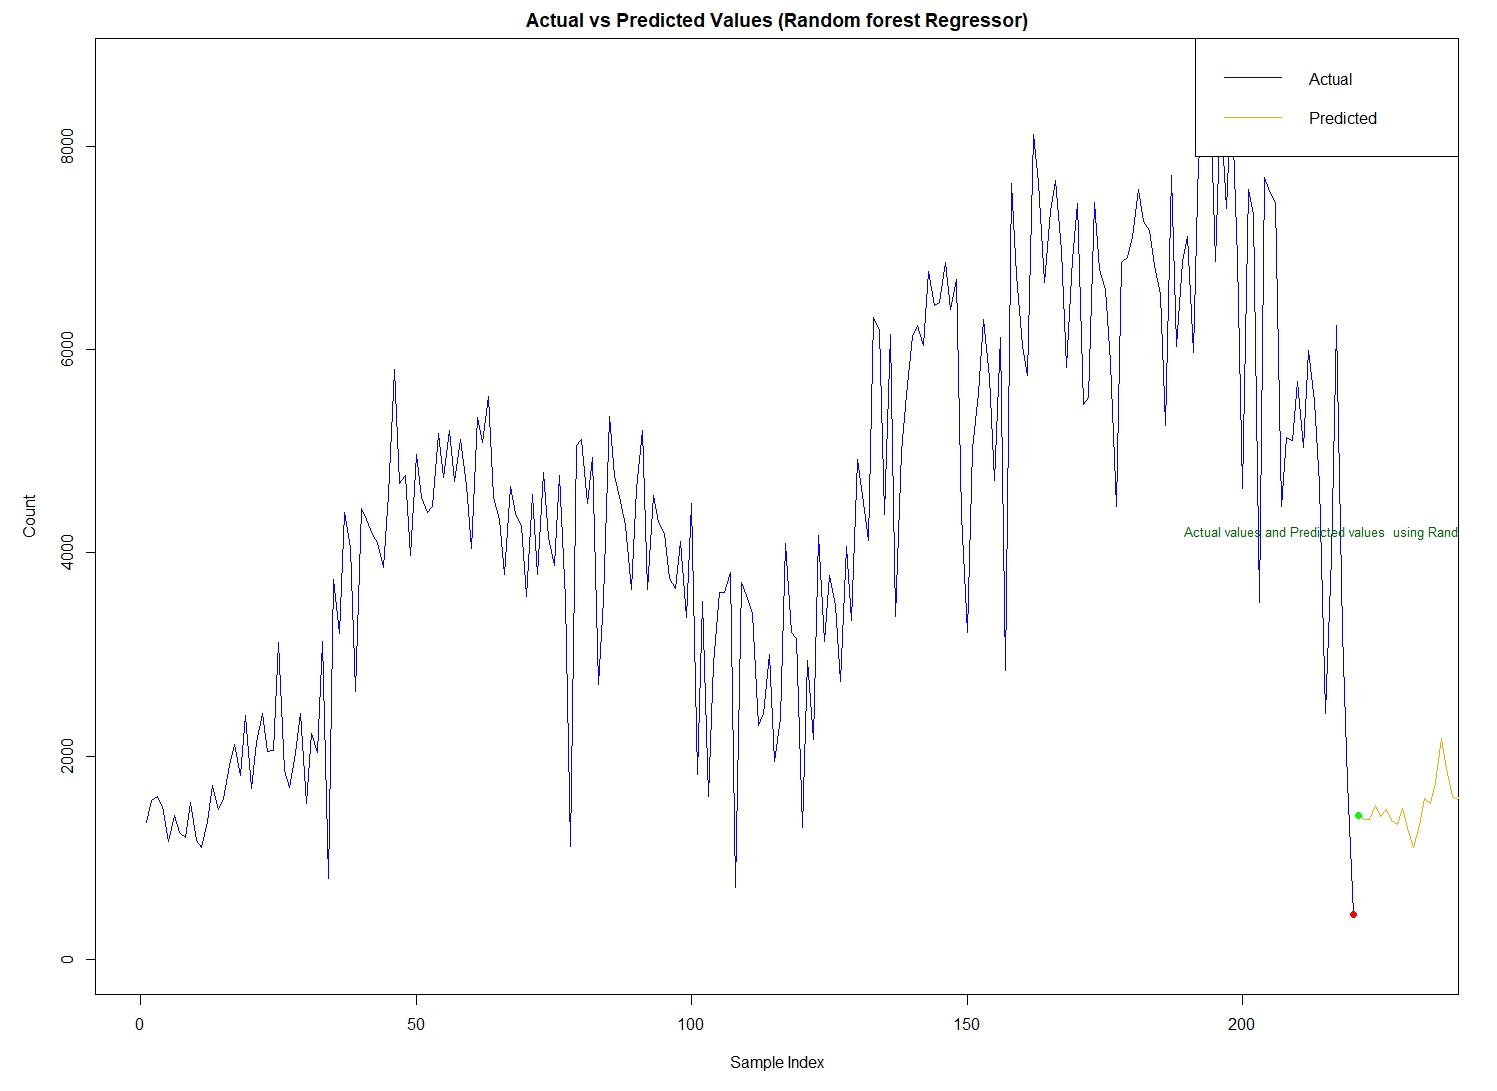 Actual vs Predicted Values (Random forest Regressor)
Actual
Predicted
8000
6000
4000
2000
0
Count
Actual values and Predicted values  using Rand
0
50
100
150
200
Sample Index